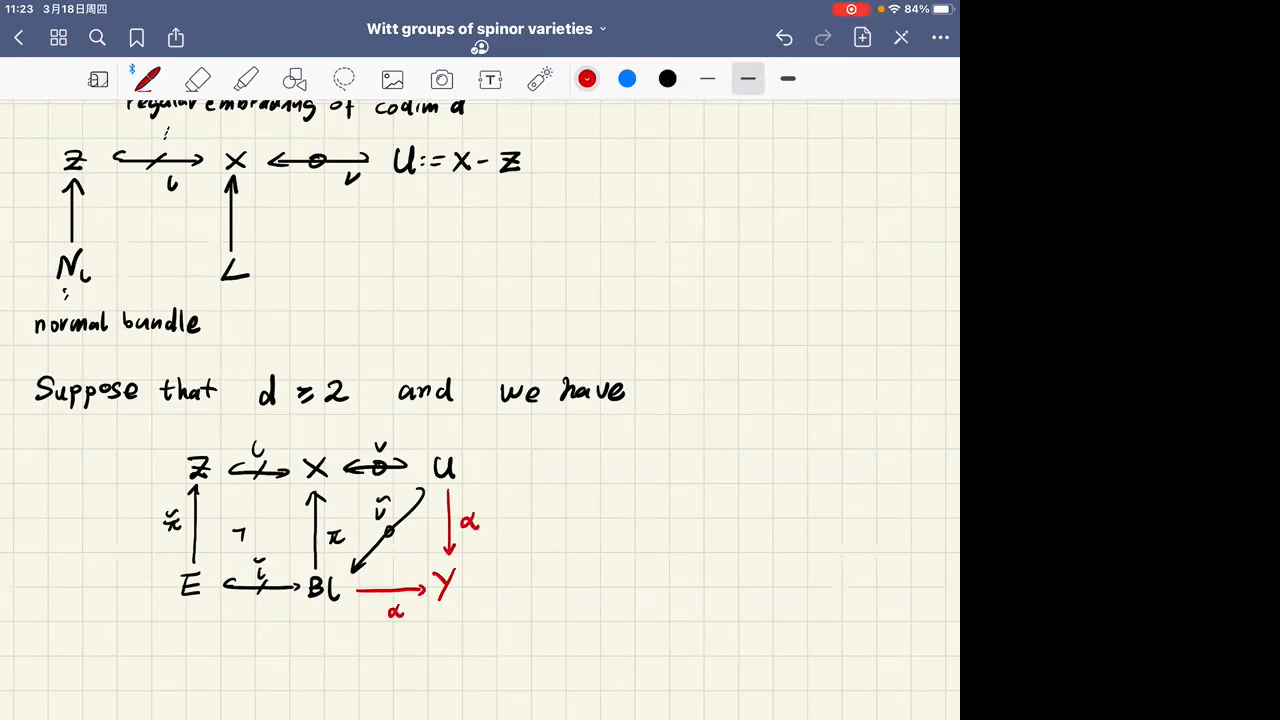 11:23 3月18日周四
84%
Witt groups of spinor varieties
regular embedding of codim d
Z X U := X - Z
ι v
N_ι L
normal bundle
Suppose that d ≥ 2 and we have
ι v
Z X U
π̃ π ṽ α
ι̃
E Bl Y
α